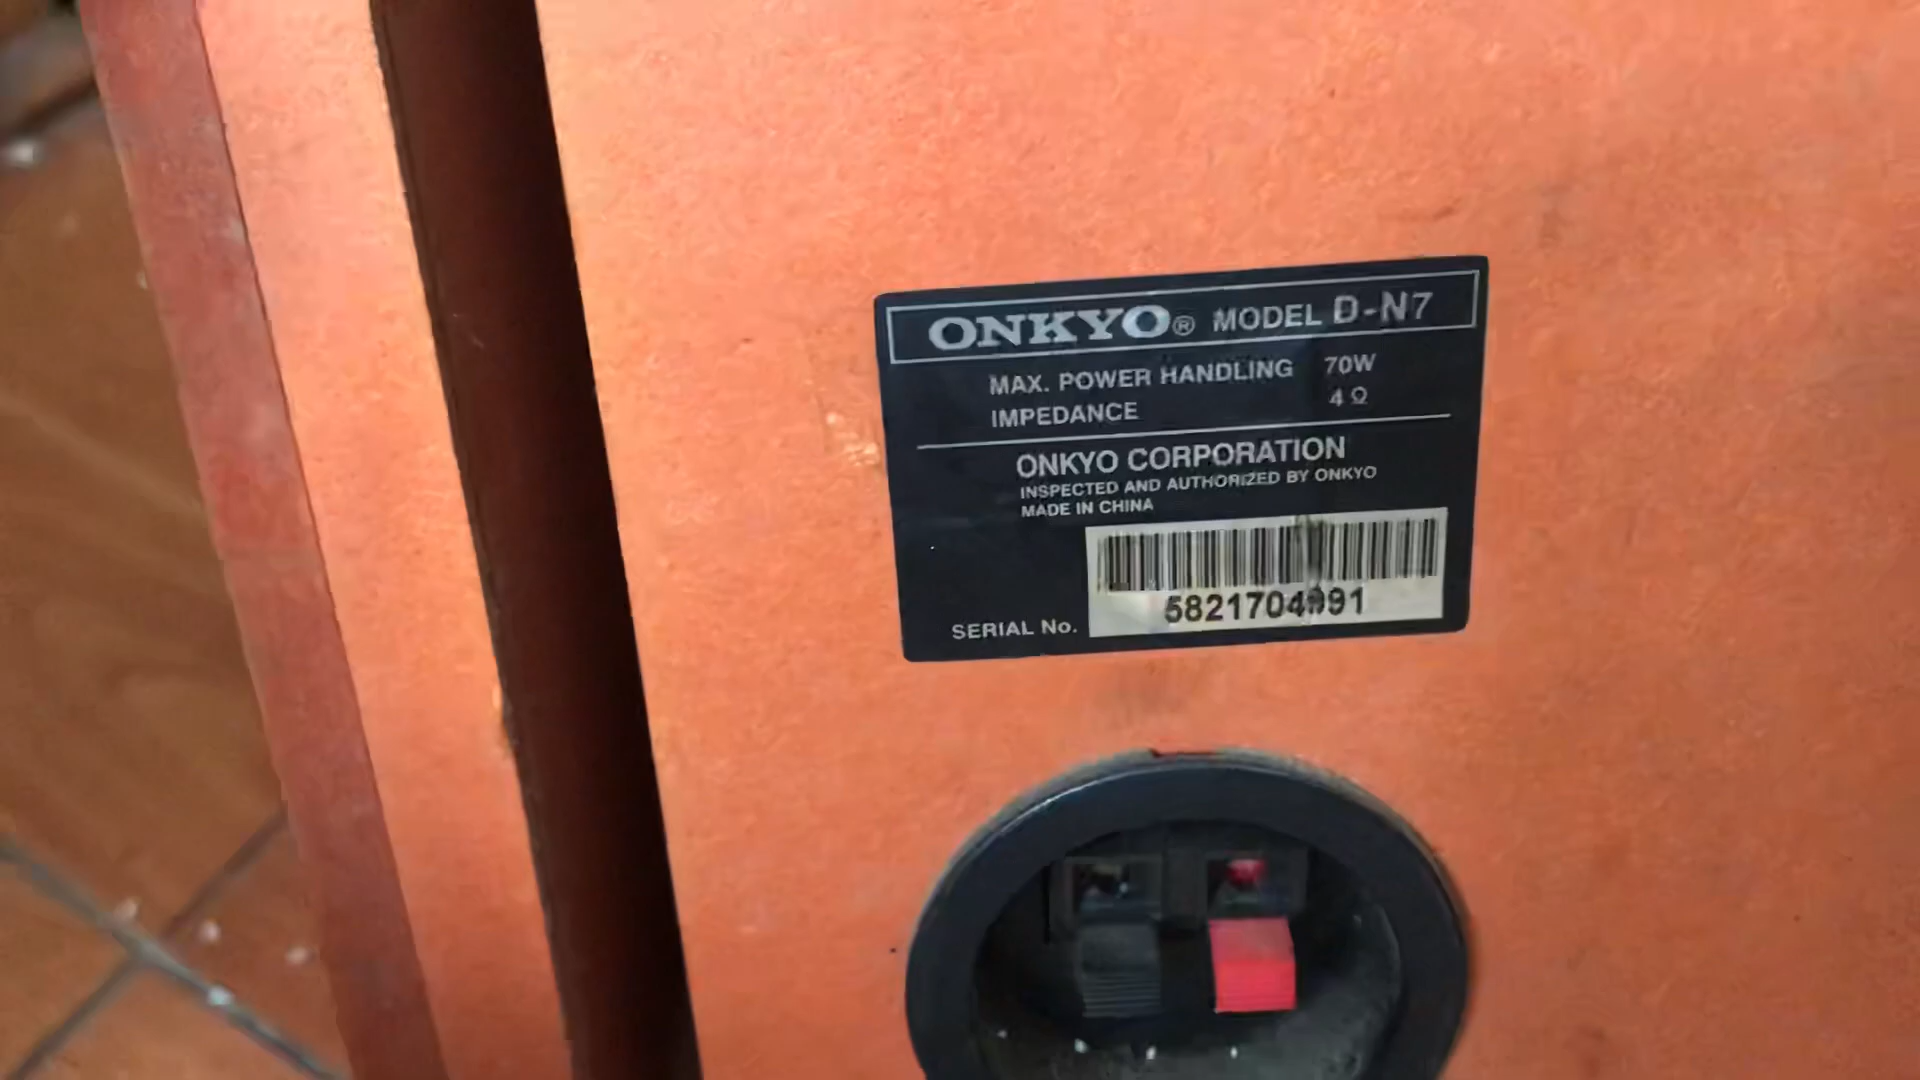 ONKYO® MODEL D-N7
MAX. POWER HANDLING 70W
IMPEDANCE 4 Ω
ONKYO CORPORATION
INSPECTED AND AUTHORIZED BY ONKYO
MADE IN CHINA
SERIAL No.